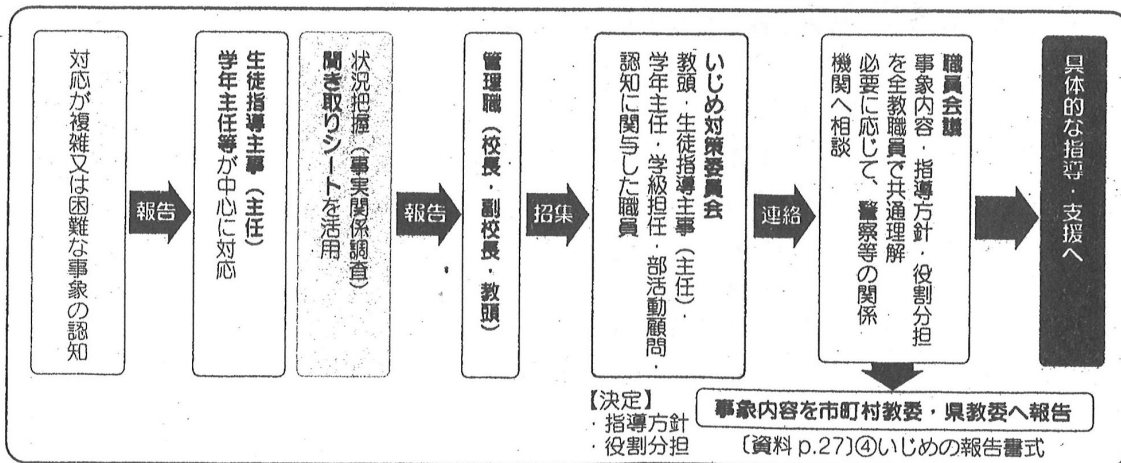 対応が複雑又は困難な事象の認知
報告
生徒指導主事（主任）
学年主任等が中心に対応
状況把握（事実関係調査）
聞き取りシートを活用
報告
管理職（校長・副校長・教頭）
招集
いじめ対策委員会
教頭・生徒指導主事（主任）・
学年主任・学級担任・部活動顧問・
認知に関与した職員
【決定】
・指導方針
・役割分担
連絡
職員会議
事象内容・指導方針・役割分担
を全教職員で共通理解
必要に応じて、警察等の関係
機関へ相談
事象内容を市町村教委・県教委へ報告
〔資料 p.27〕④いじめの報告書式
具体的な指導・支援へ